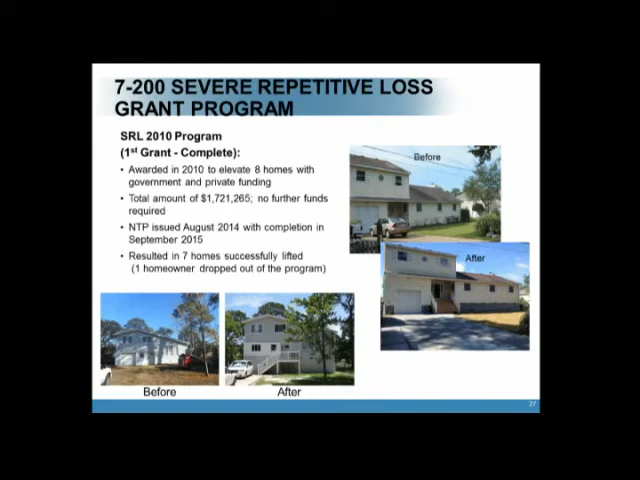 7-200 SEVERE REPETITIVE LOSS
GRANT PROGRAM
SRL 2010 Program
(1st Grant - Complete):
• Awarded in 2010 to elevate 8 homes with
government and private funding
• Total amount of $1,721,265; no further funds
required
• NTP issued August 2014 with completion in
September 2015
• Resulted in 7 homes successfully lifted
(1 homeowner dropped out of the program)
Before
After
Before
After
27